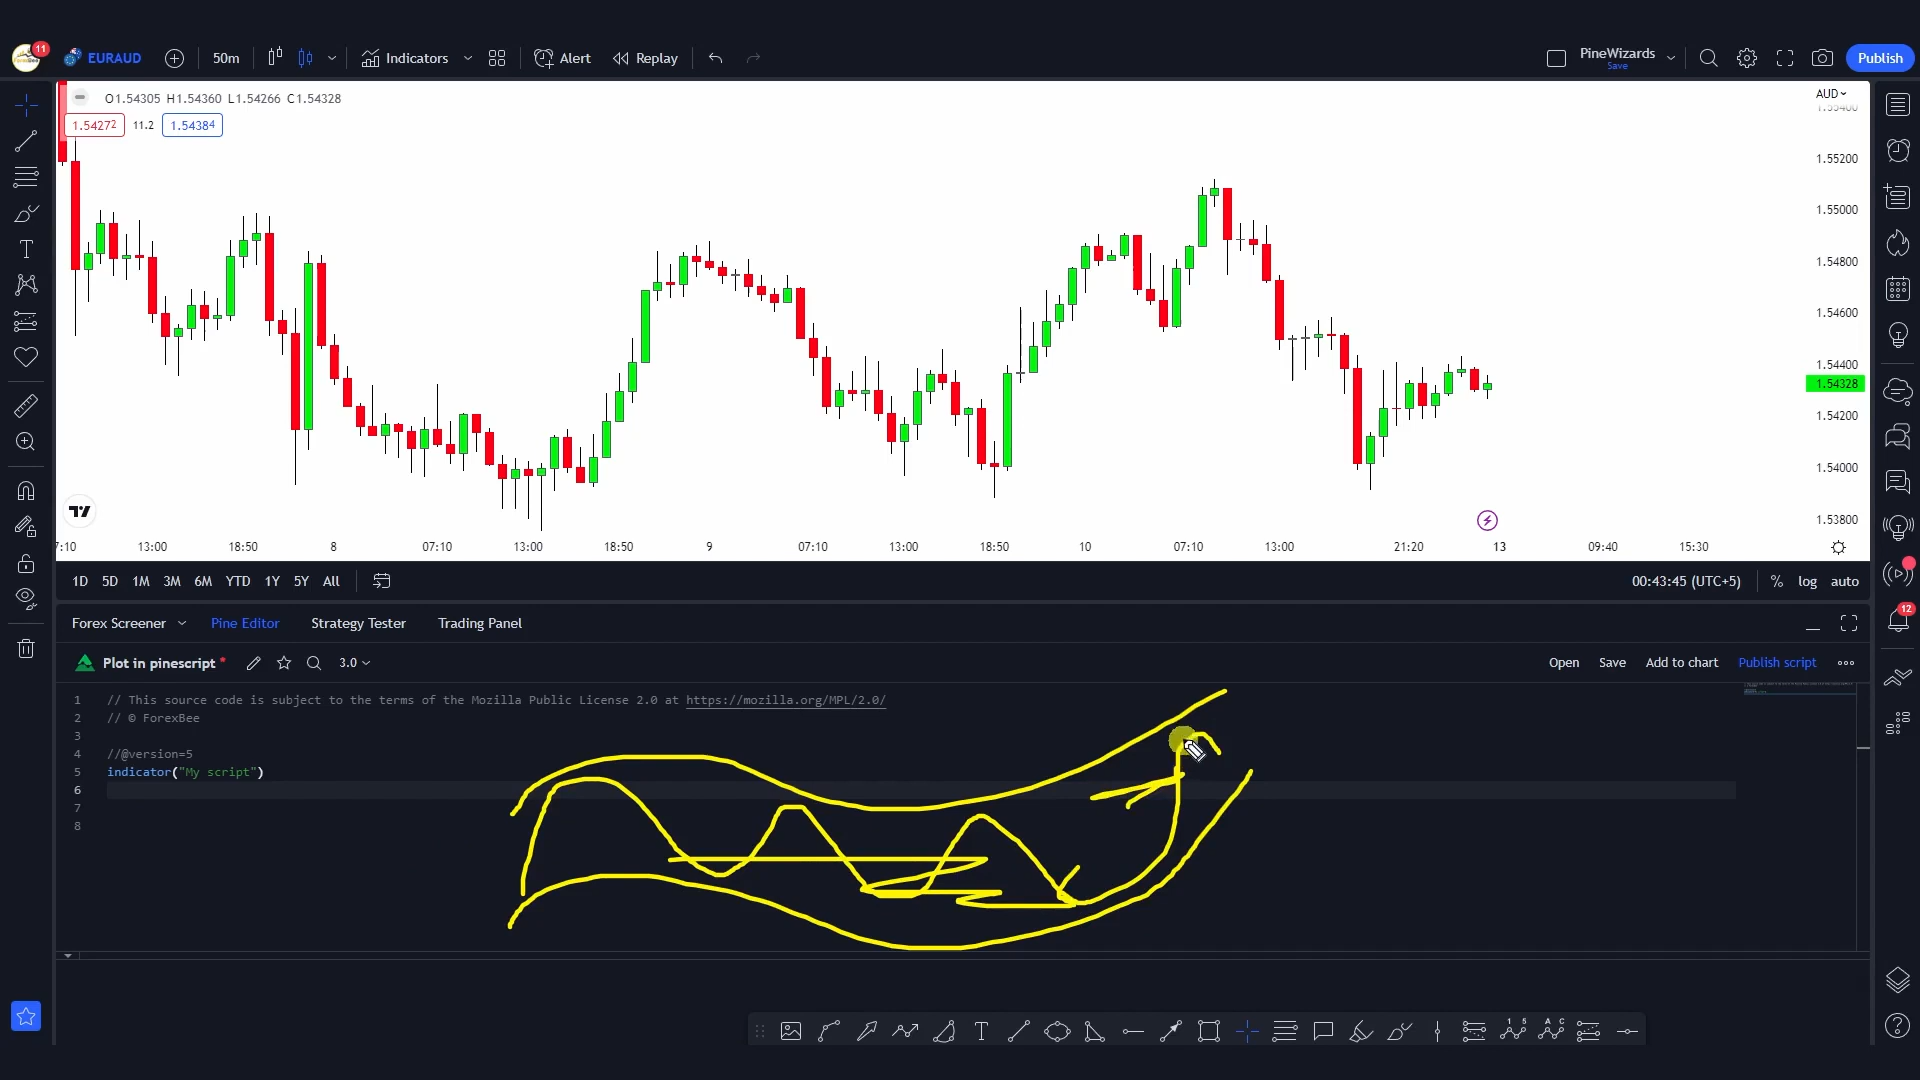 11 EURAUD 50m Indicators Alert Replay PineWizards Save Publish
O1.54305 H1.54360 L1.54266 C1.54328 AUD
1.54272 11.2 1.54384
1.55400
1.55200
1.55000
1.54800
1.54600
1.54400
1.54328
1.54200
1.54000
1.53800
7:10 13:00 18:50 8 07:10 13:00 18:50 9 07:10 13:00 18:50 10 07:10 13:00 21:20 13 09:40 15:30
1D 5D 1M 3M 6M YTD 1Y 5Y All 00:43:45 (UTC+5) % log auto
12
Forex Screener Pine Editor Strategy Tester Trading Panel
Plot in pinescript * 3.0 Open Save Add to chart Publish script
1 // This source code is subject to the terms of the Mozilla Public License 2.0 at https://mozilla.org/MPL/2.0/
2 // © ForexBee
3
4 //@version=5
5 indicator("My script")
6
7
8